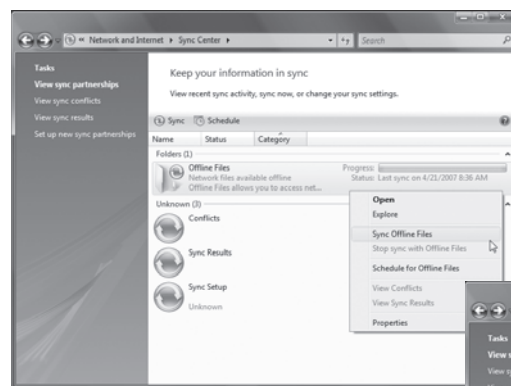 « Network and Internet ▸ Sync Center ▸
Search
Tasks
View sync partnerships
View sync conflicts
View sync results
Set up new sync partnerships
Keep your information in sync
View recent sync activity, sync now, or change your sync settings.
Sync Schedule
Name Status Category
Folders (1)
Offline Files
Network files available offline
Offline Files allows you to access net...
Progress:
Status: Last sync on 4/21/2007 8:36 AM
Unknown (3)
Conflicts
Sync Results
Sync Setup
Unknown
Open
Explore
Sync Offline Files
Stop sync with Offline Files
Schedule for Offline Files
View Conflicts
View Sync Results
Properties
Tasks
View s
View sy